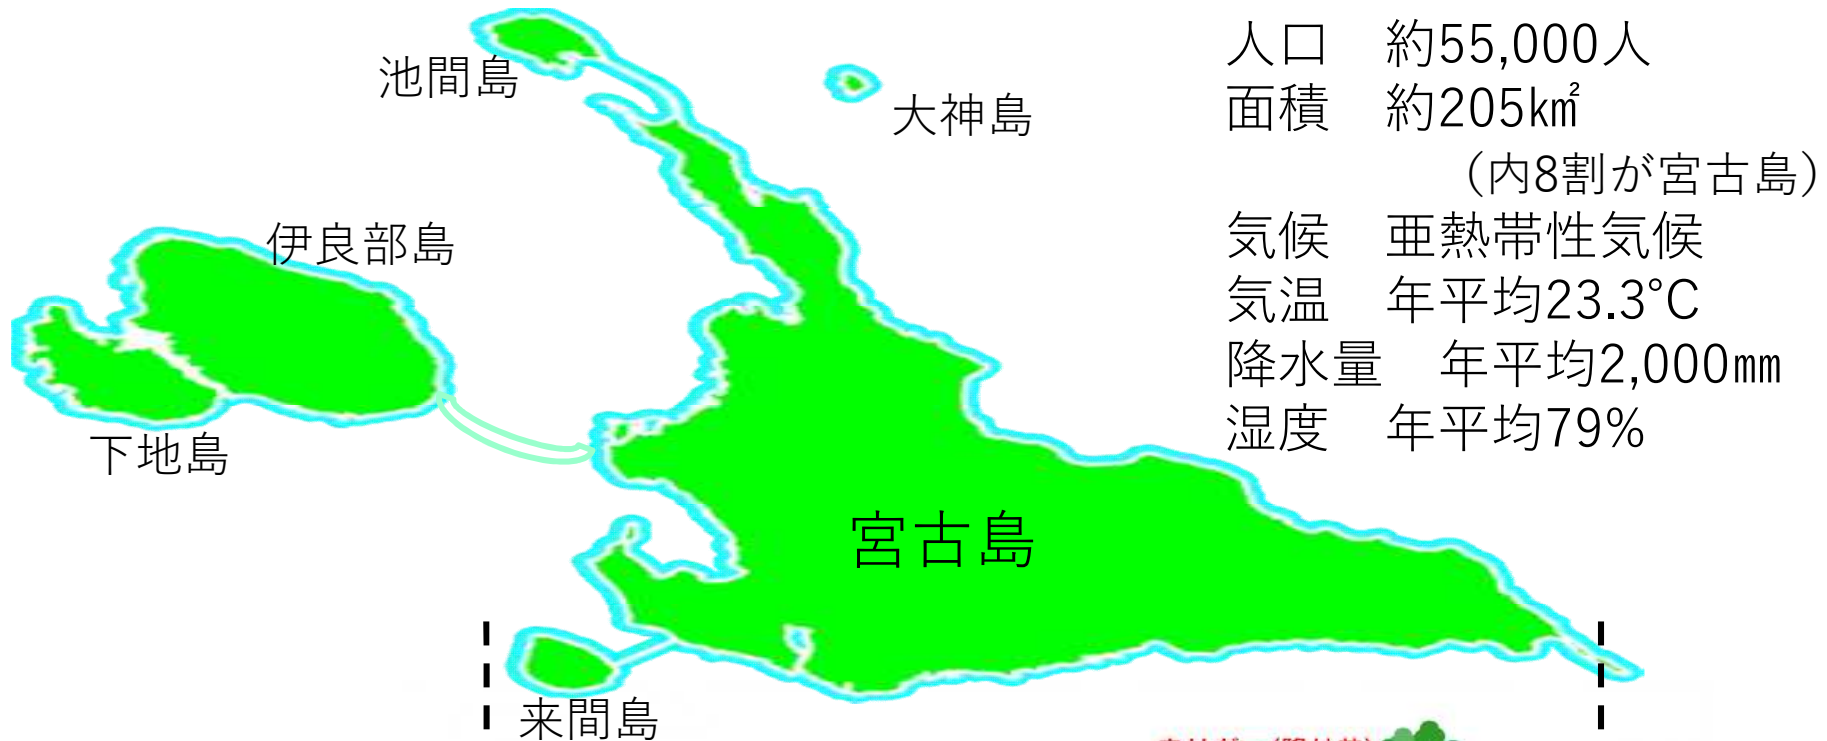 人口　約55,000人
面積　約205k㎡
（内8割が宮古島）
気候　亜熱帯性気候
気温　年平均23.3°C
降水量　年平均2,000㎜
湿度　年平均79%
池間島
大神島
伊良部島
下地島
宮古島
来間島